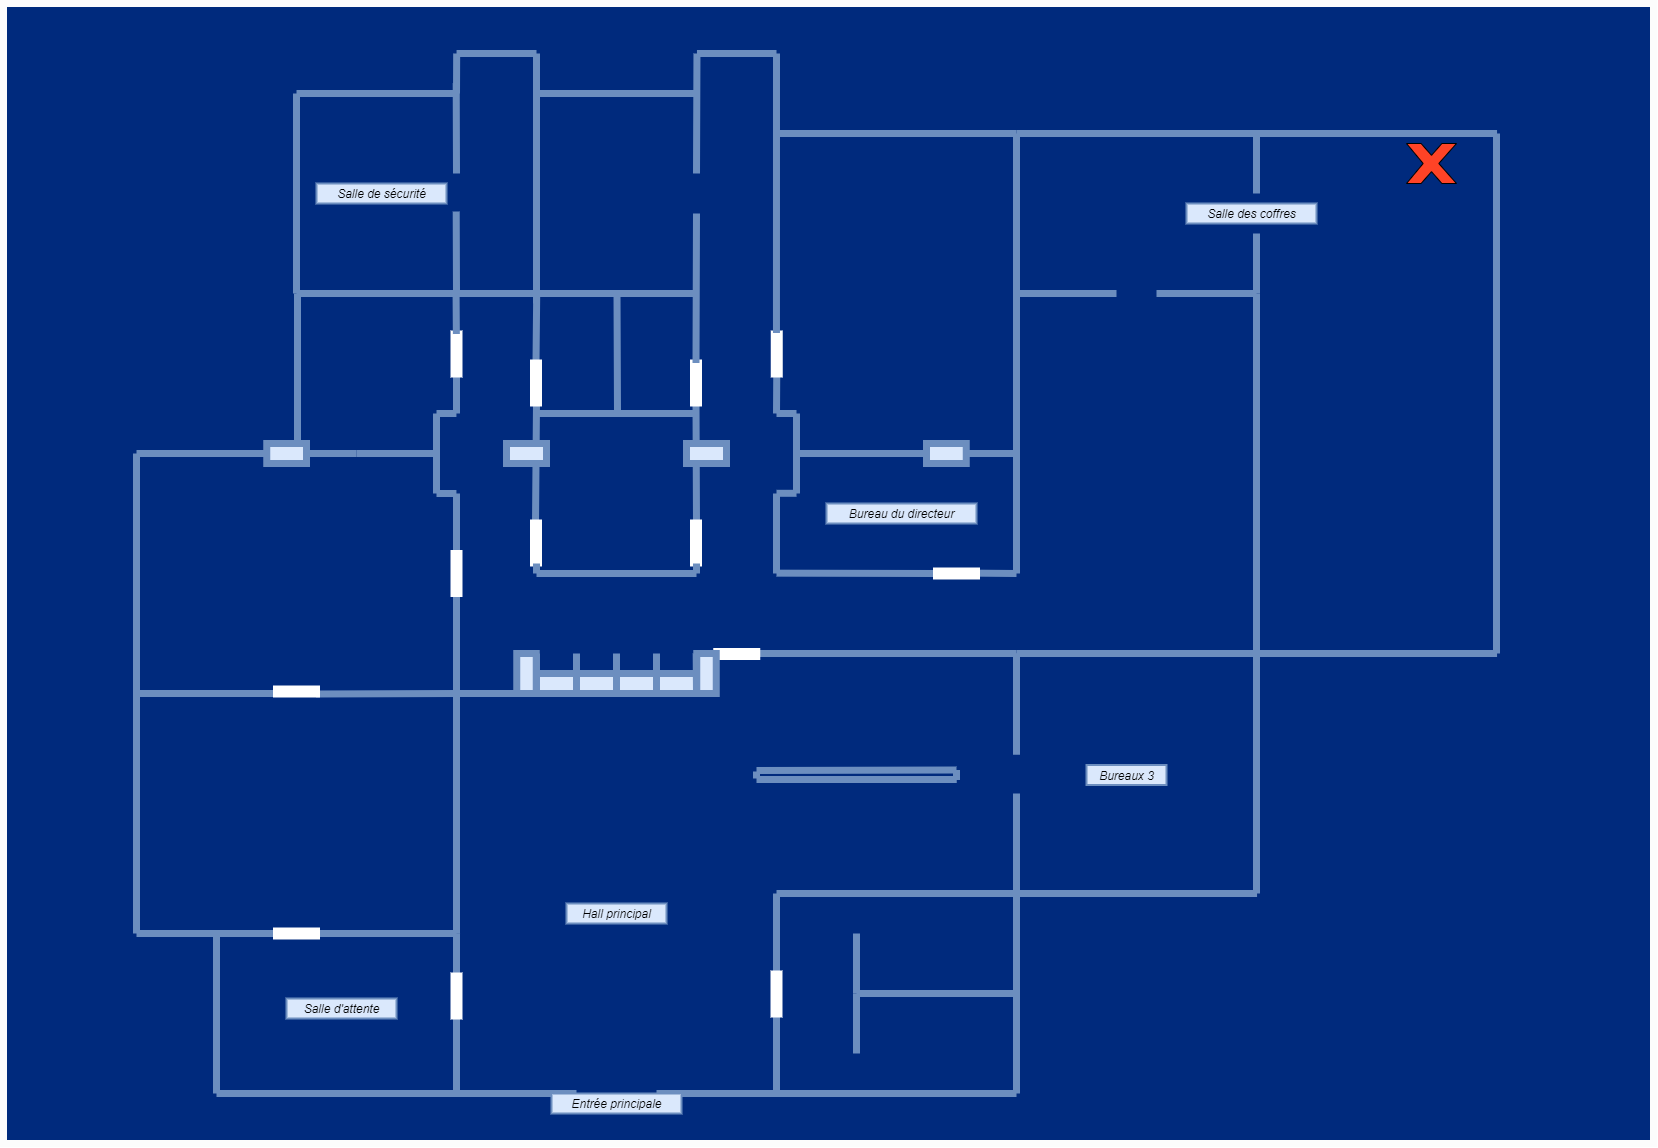 Salle de sécurité
Salle des coffres
Bureau du directeur
Bureaux 3
Hall principal
Salle d'attente
Entrée principale